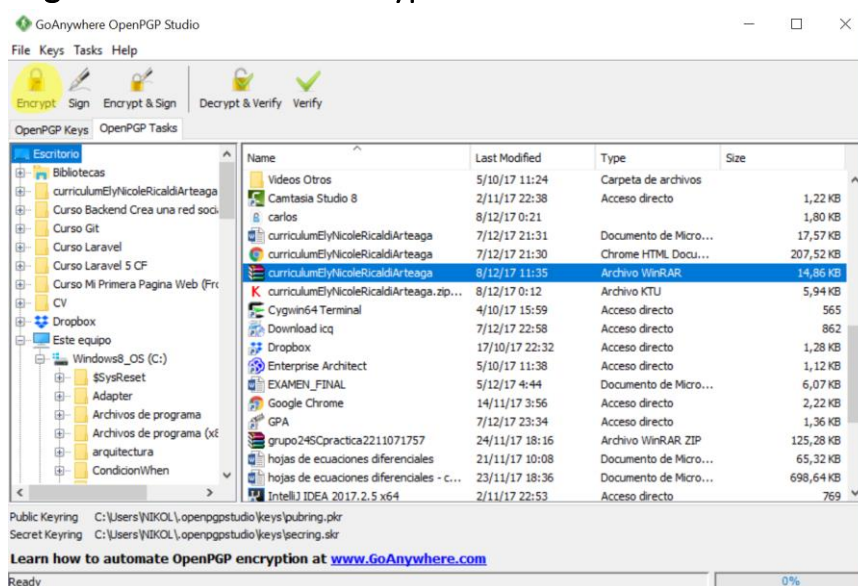 GoAnywhere OpenPGP Studio
File Keys Tasks Help
Encrypt Sign Encrypt & Sign Decrypt & Verify Verify
OpenPGP Keys OpenPGP Tasks
Escritorio
Bibliotecas
curriculumElyNicoleRicaldiArteaga
Curso Backend Crea una red soci
Curso Git
Curso Laravel
Curso Laravel 5 CF
Curso Mi Primera Pagina Web (Fr
CV
Dropbox
Este equipo
Windows8_OS (C:)
$SysReset
Adapter
Archivos de programa
Archivos de programa (x8
arquitectura
CondicionWhen
Name Last Modified Type Size
Videos Otros 5/10/17 11:24 Carpeta de archivos
Camtasia Studio 8 2/11/17 22:38 Acceso directo 1,22 KB
carlos 8/12/17 0:21 1,80 KB
curriculumElyNicoleRicaldiArteaga 7/12/17 21:31 Documento de Micro... 17,57 KB
curriculumElyNicoleRicaldiArteaga 7/12/17 21:30 Chrome HTML Docu... 207,52 KB
curriculumElyNicoleRicaldiArteaga 8/12/17 11:35 Archivo WinRAR 14,86 KB
curriculumElyNicoleRicaldiArteaga.zip... 8/12/17 0:12 Archivo KTU 5,94 KB
Cygwin64 Terminal 4/10/17 15:59 Acceso directo 565
Download icq 7/12/17 22:58 Acceso directo 862
Dropbox 17/10/17 22:32 Acceso directo 1,28 KB
Enterprise Architect 5/10/17 11:38 Acceso directo 1,12 KB
EXAMEN_FINAL 5/12/17 4:44 Documento de Micro... 6,07 KB
Google Chrome 14/11/17 3:56 Acceso directo 2,22 KB
GPA 7/12/17 23:34 Acceso directo 1,36 KB
grupo24SCpractica2211071757 24/11/17 18:16 Archivo WinRAR ZIP 125,28 KB
hojas de ecuaciones diferenciales 21/11/17 10:08 Documento de Micro... 65,32 KB
hojas de ecuaciones diferenciales - c... 23/11/17 18:36 Documento de Micro... 698,64 KB
IntelliJ IDEA 2017.2.5 x64 2/11/17 22:53 Acceso directo 769
Public Keyring C:\Users\NIKOL\.openpgpstudio\keys\pubring.pkr
Secret Keyring C:\Users\NIKOL\.openpgpstudio\keys\secring.skr
Learn how to automate OpenPGP encryption at www.GoAnywhere.com
Ready 0%